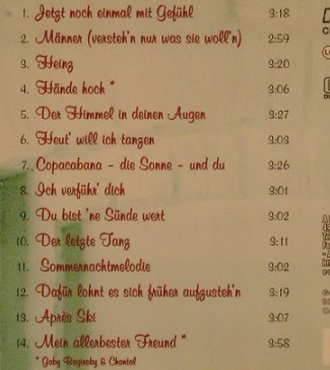 1. Jetzt noch einmal mit Gefühl 3:18
2. Männer (versteh'n nur was sie woll'n) 2:59
3. Heinz 3:20
4. Hände hoch * 3:06
5. Der Himmel in deinen Augen 3:27
6. Heut' will ich tanzen 3:03
7. Copacabana - die Sonne - und du 3:26
8. Ich verführ' dich 3:01
9. Du bist 'ne Sünde wert 3:02
10. Der letzte Tanz 3:11
11. Sommernachtmelodie 3:02
12. Dafür lohnt es sich früher aufzusteh'n 3:19
13. Après Ski 3:07
14. Mein allerbester Freund * 3:58
* Gaby Baginsky & Chantal